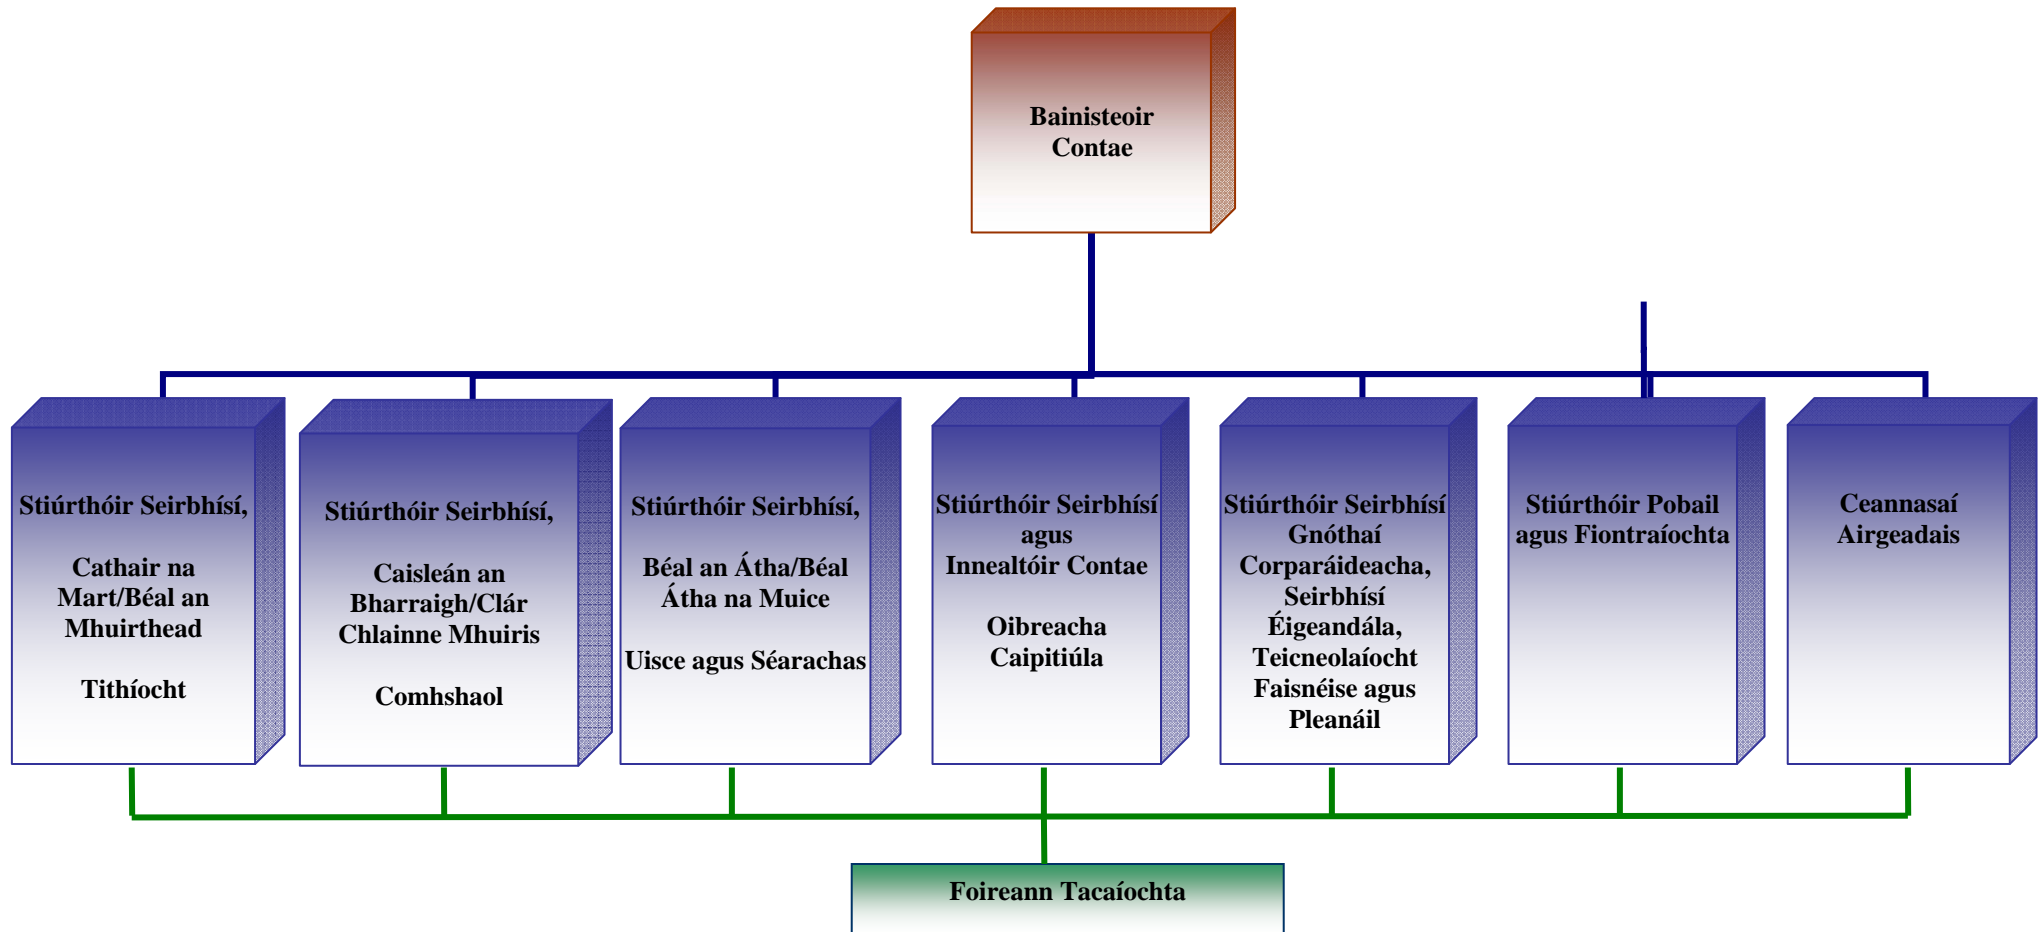 Bainisteoir
Contae
Stiúrthóir Seirbhísí,
Cathair na
Mart/Béal an
Mhuirthead
Tithíocht
Stiúrthóir Seirbhísí,
Caisleán an
Bharraigh/Clár
Chlainne Mhuiris
Comhshaol
Stiúrthóir Seirbhísí,
Béal an Átha/Béal
Átha na Muice
Uisce agus Séarachas
Stiúrthóir Seirbhísí
agus
Innealtóir Contae
Oibreacha
Caipitiúla
Stiúrthóir Seirbhísí
Gnóthaí
Corparáideacha,
Seirbhísí
Éigeandála,
Teicneolaíocht
Faisnéise agus
Pleanáil
Stiúrthóir Pobail
agus Fiontraíochta
Ceannasaí
Airgeadais
Foireann Tacaíochta